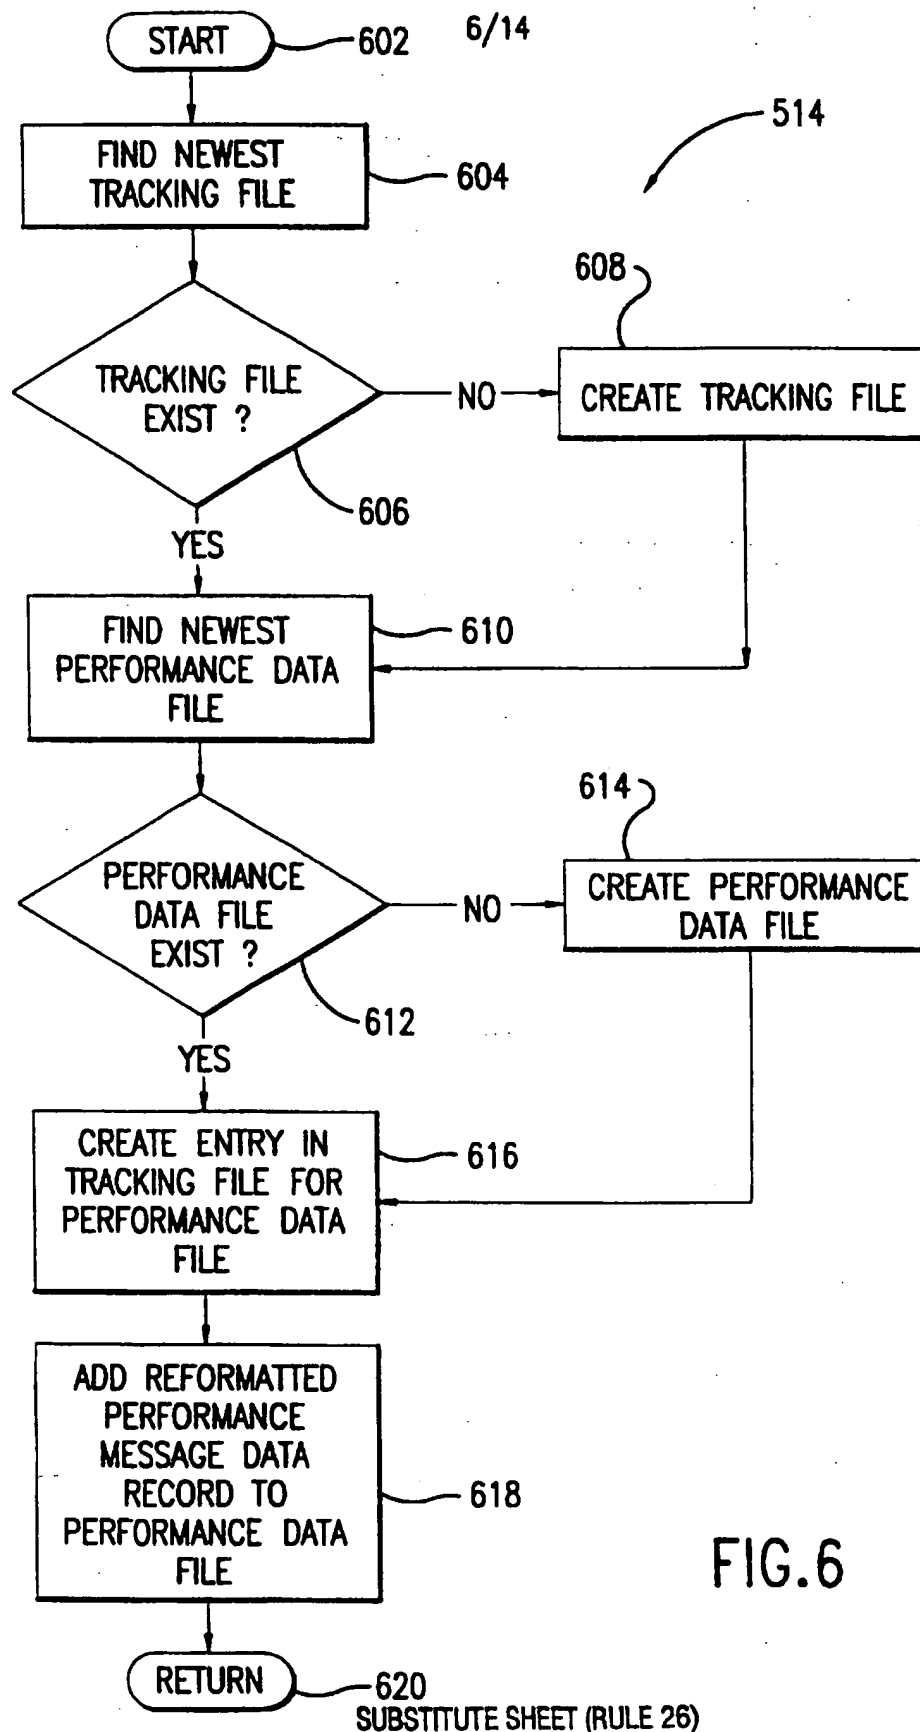 6/14
START
602
514
FIND NEWEST
TRACKING FILE
604
608
TRACKING FILE
EXIST ?
NO
CREATE TRACKING FILE
606
YES
FIND NEWEST
PERFORMANCE DATA
FILE
610
614
PERFORMANCE
DATA FILE
EXIST ?
NO
CREATE PERFORMANCE
DATA FILE
612
YES
CREATE ENTRY IN
TRACKING FILE FOR
PERFORMANCE DATA
FILE
616
ADD REFORMATTED
PERFORMANCE
MESSAGE DATA
RECORD TO
PERFORMANCE DATA
FILE
618
FIG.6
RETURN
620
SUBSTITUTE SHEET (RULE 26)